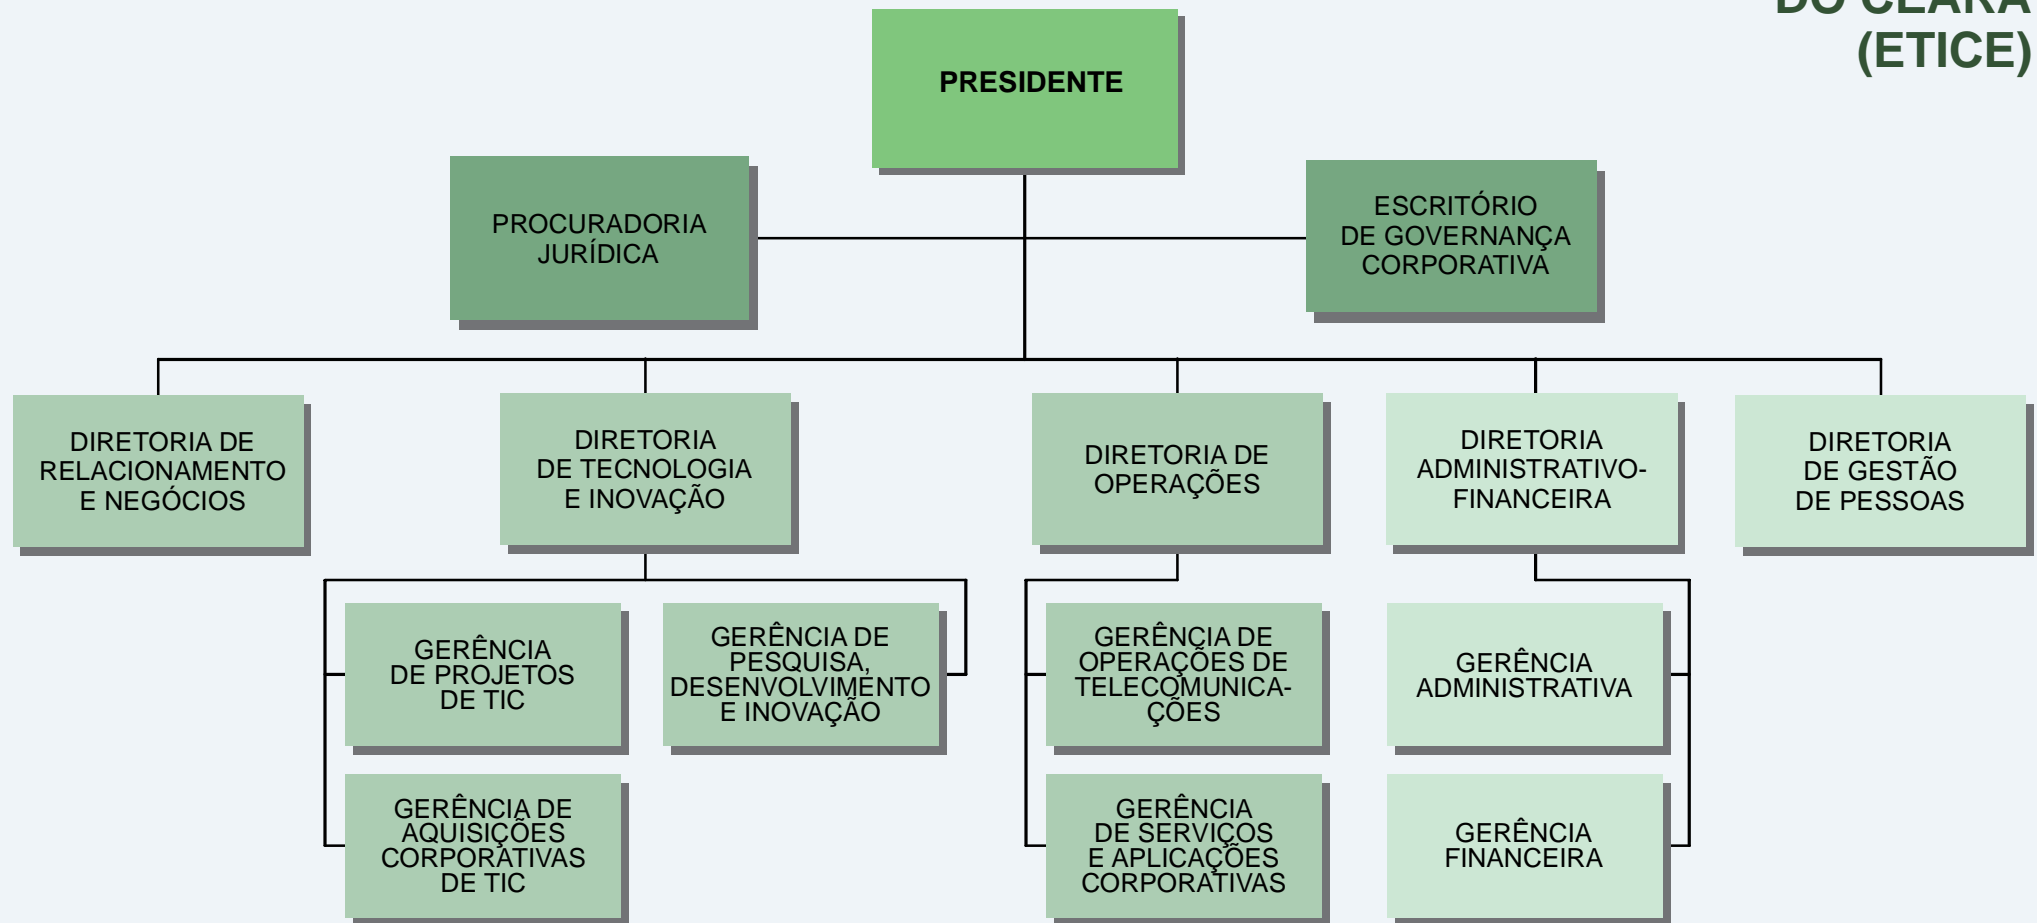 DO CEARÁ
(ETICE)
PRESIDENTE
PROCURADORIA
JURÍDICA
ESCRITÓRIO
DE GOVERNANÇA
CORPORATIVA
DIRETORIA DE
RELACIONAMENTO
E NEGÓCIOS
DIRETORIA
DE TECNOLOGIA
E INOVAÇÃO
DIRETORIA DE
OPERAÇÕES
DIRETORIA
ADMINISTRATIVO-
FINANCEIRA
DIRETORIA
DE GESTÃO
DE PESSOAS
GERÊNCIA
DE PROJETOS
DE TIC
GERÊNCIA DE
PESQUISA,
DESENVOLVIMENTO
E INOVAÇÃO
GERÊNCIA DE
OPERAÇÕES DE
TELECOMUNICA-
ÇÕES
GERÊNCIA
ADMINISTRATIVA
GERÊNCIA DE
AQUISIÇÕES
CORPORATIVAS
DE TIC
GERÊNCIA
DE SERVIÇOS
E APLICAÇÕES
CORPORATIVAS
GERÊNCIA
FINANCEIRA